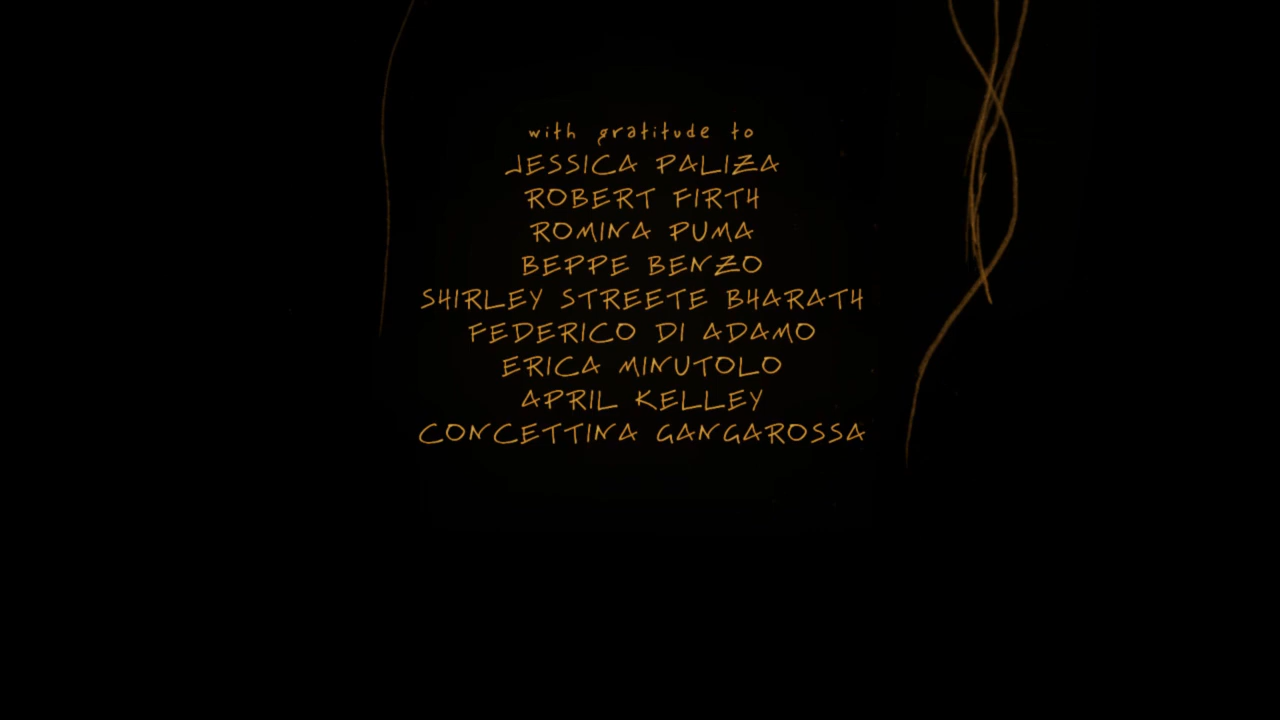 with gratitude to
JESSICA PALIZA
ROBERT FIRTH
ROMINA PUMA
BEPPE BENZO
SHIRLEY STREETE BHARATH
FEDERICO DI ADAMO
ERICA MINUTOLO
APRIL KELLEY
CONCETTINA GANGAROSSA